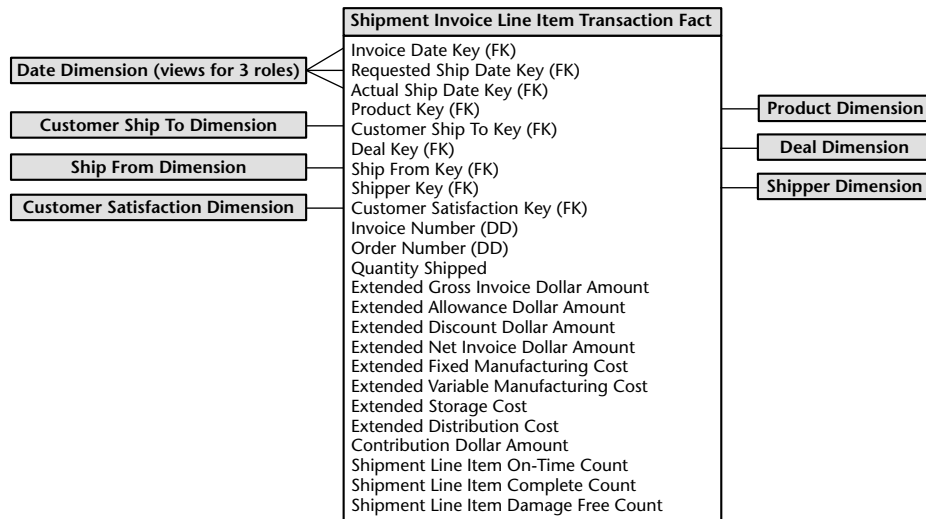 Shipment Invoice Line Item Transaction Fact
Invoice Date Key (FK)
Requested Ship Date Key (FK)
Actual Ship Date Key (FK)
Product Key (FK)
Customer Ship To Key (FK)
Deal Key (FK)
Ship From Key (FK)
Shipper Key (FK)
Customer Satisfaction Key (FK)
Invoice Number (DD)
Order Number (DD)
Quantity Shipped
Extended Gross Invoice Dollar Amount
Extended Allowance Dollar Amount
Extended Discount Dollar Amount
Extended Net Invoice Dollar Amount
Extended Fixed Manufacturing Cost
Extended Variable Manufacturing Cost
Extended Storage Cost
Extended Distribution Cost
Contribution Dollar Amount
Shipment Line Item On-Time Count
Shipment Line Item Complete Count
Shipment Line Item Damage Free Count
Date Dimension (views for 3 roles)
Customer Ship To Dimension
Ship From Dimension
Customer Satisfaction Dimension
Product Dimension
Deal Dimension
Shipper Dimension